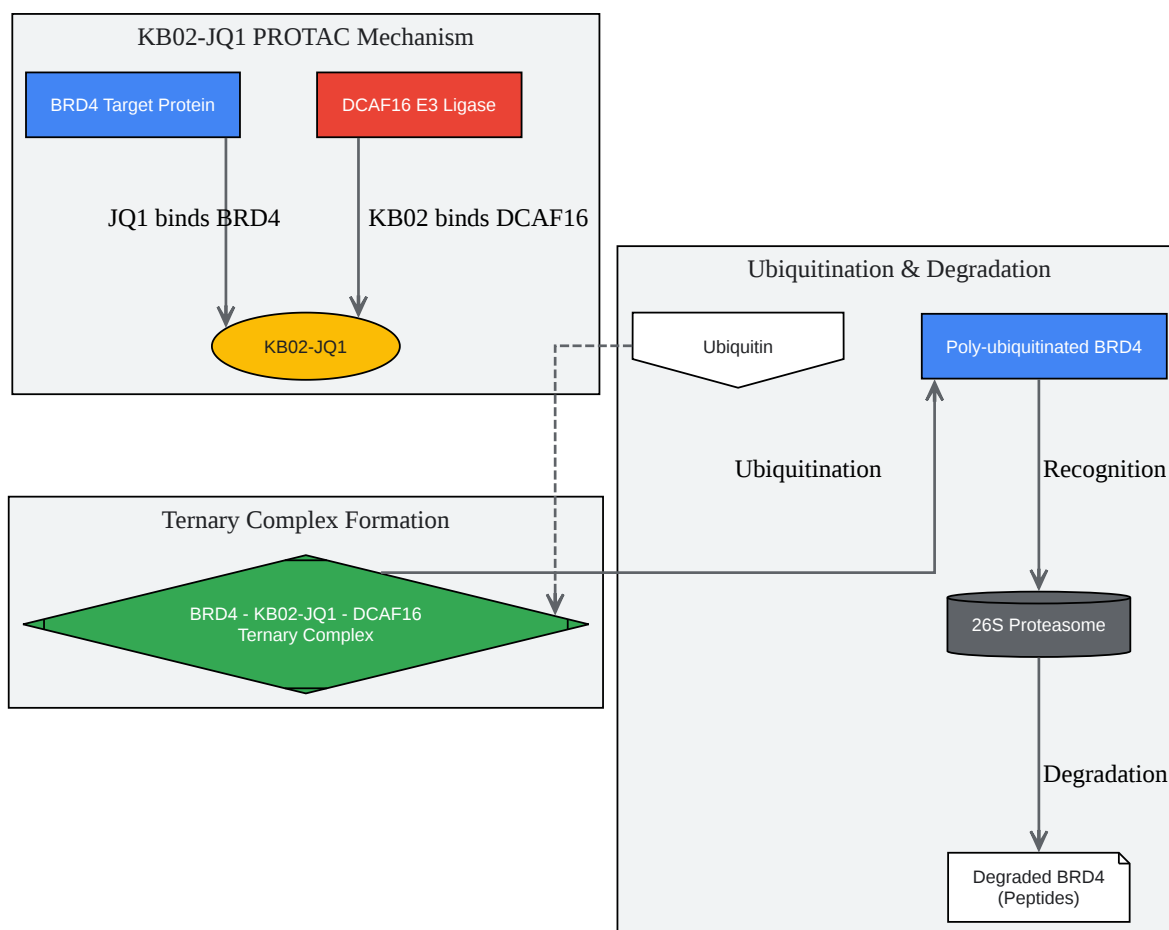 KB02-JQ1 PROTAC Mechanism
BRD4 Target Protein
DCAF16 E3 Ligase
JQ1 binds BRD4
KB02 binds DCAF16
KB02-JQ1
Ubiquitination & Degradation
Ubiquitin
Poly-ubiquitinated BRD4
Ubiquitination
Recognition
Ternary Complex Formation
BRD4 - KB02-JQ1 - DCAF16
Ternary Complex
26S Proteasome
Degradation
Degraded BRD4
(Peptides)